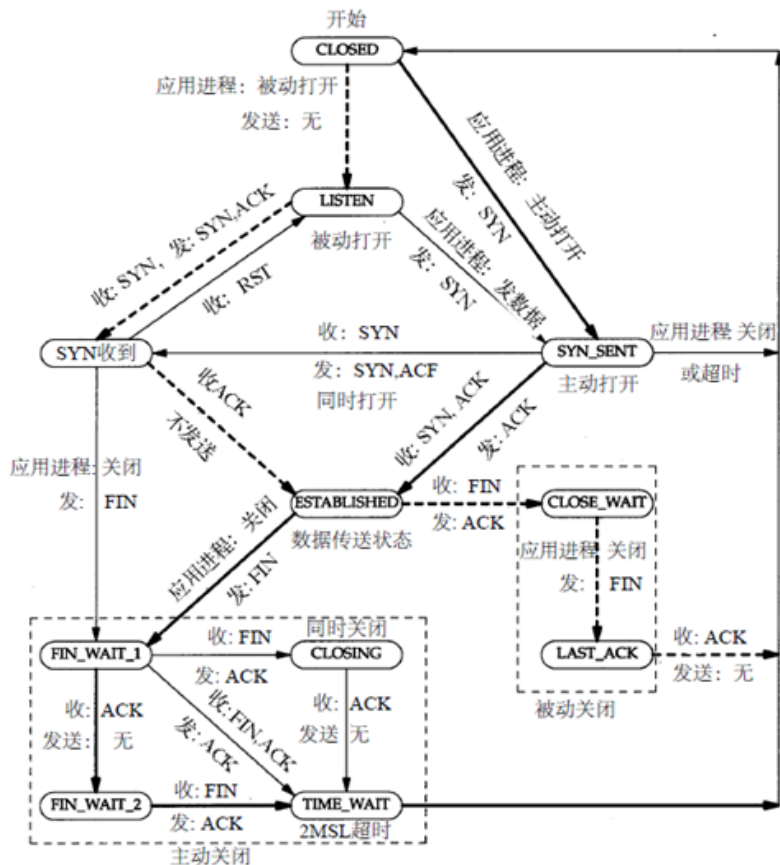 开始
CLOSED
应用进程：被动打开
发送：无
应用进程：主动打开
发：SYN
LISTEN
被动打开
收: SYN，发: SYN,ACK
收：RST
应用进程：发数据
发：SYN
SYN收到
收：SYN
发：SYN,ACF
同时打开
SYN_SENT
主动打开
应用进程 关闭
或超时
收ACK
不发送
收: SYN, ACK
发: ACK
应用进程: 关闭
发: FIN
ESTABLISHED
数据传送状态
收: FIN
发: ACK
CLOSE_WAIT
应用进程 关闭
发: FIN
LAST_ACK
收: ACK
发送: 无
被动关闭
应用进程：关闭
发: FIN
同时关闭
FIN_WAIT_1
收: FIN
发: ACK
CLOSING
收: ACK
发送: 无
收: FIN,ACK
发: ACK
收: ACK
发送 无
FIN_WAIT_2
收: FIN
发: ACK
TIME_WAIT
2MSL超时
主动关闭